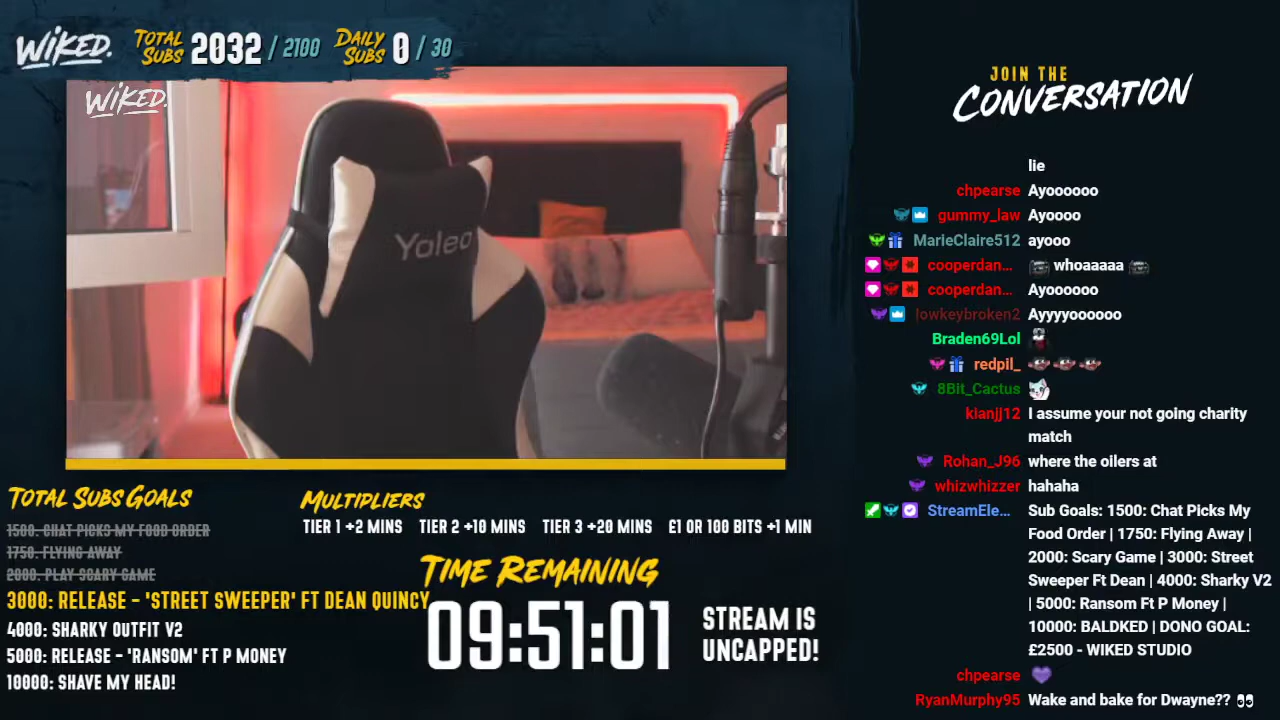 WiKED.
TOTAL SUBS 2032 / 2100 DAILY SUBS 0 / 30
WiKED.
Yaleo
TOTAL SUBS GOALS
1500: CHAT PICKS MY FOOD ORDER
1750: FLYING AWAY
2000: PLAY SCARY GAME
3000: RELEASE - 'STREET SWEEPER' FT DEAN QUINCY
4000: SHARKY OUTFIT V2
5000: RELEASE - 'RANSOM' FT P MONEY
10000: SHAVE MY HEAD!
MULTIPLIERS
TIER 1 +2 MINS TIER 2 +10 MINS TIER 3 +20 MINS £1 OR 100 BITS +1 MIN
TIME REMAINING
09:51:01
STREAM IS
UNCAPPED!
JOIN THE
CONVERSATION
lie
chpearse Ayoooooo
gummy_law Ayoooo
MarieClaire512 ayooo
cooperdan... whoaaaaa
cooperdan... Ayoooooo
lowkeybroken2 Ayyyyoooooo
Braden69Lol
redpil_
8Bit_Cactus
kianjj12 I assume your not going charity
match
Rohan_J96 where the oilers at
whizwhizzer hahaha
StreamEle... Sub Goals: 1500: Chat Picks My
Food Order | 1750: Flying Away |
2000: Scary Game | 3000: Street
Sweeper Ft Dean | 4000: Sharky V2
| 5000: Ransom Ft P Money |
10000: BALDKED | DONO GOAL:
£2500 - WIKED STUDIO
chpearse
RyanMurphy95 Wake and bake for Dwayne??